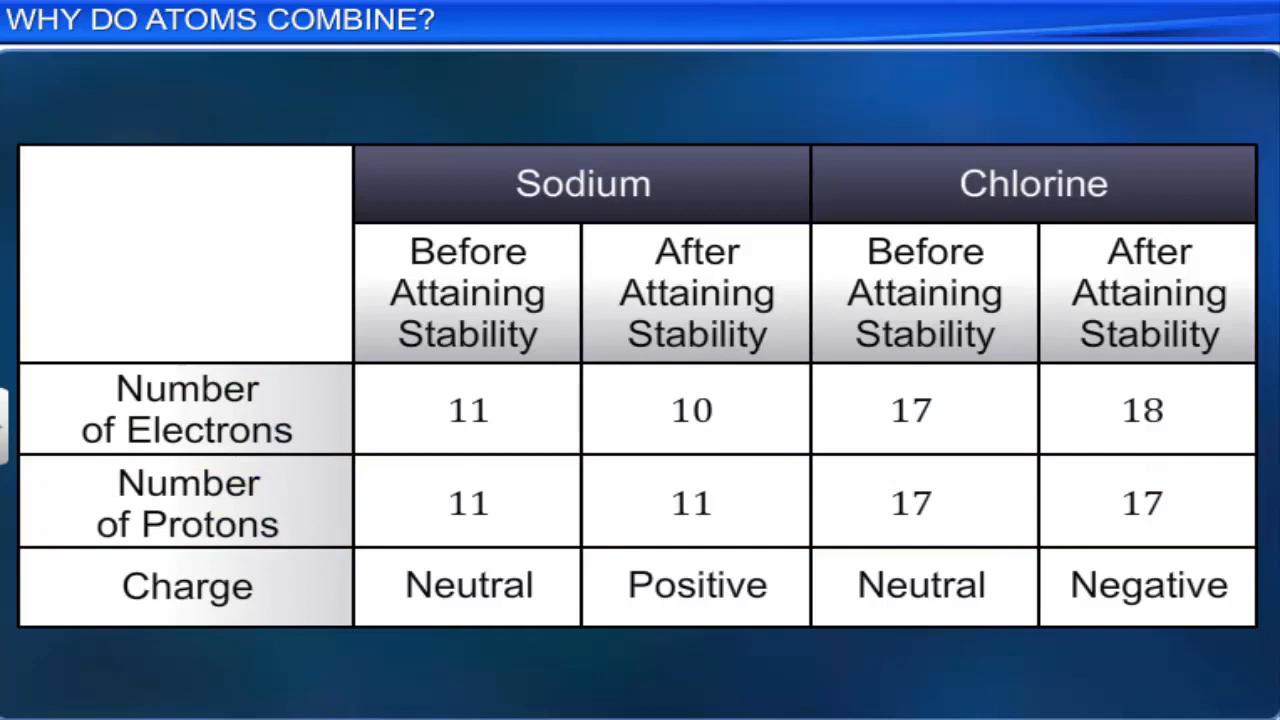 WHY DO ATOMS COMBINE?
Sodium
Chlorine
Before
Attaining
Stability
After
Attaining
Stability
Before
Attaining
Stability
After
Attaining
Stability
Number
of Electrons
11
10
17
18
Number
of Protons
11
11
17
17
Charge
Neutral
Positive
Neutral
Negative